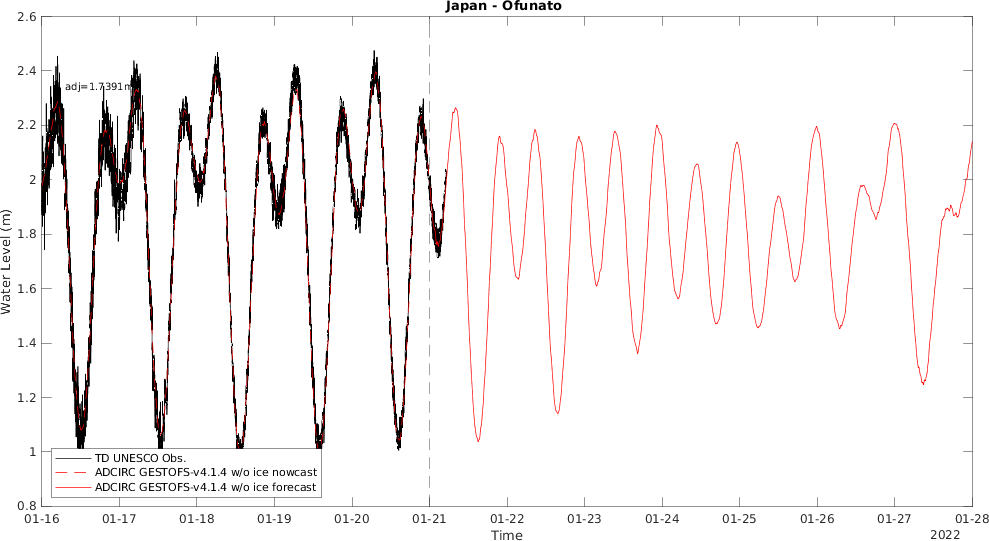 Japan - Ofunato
2.6
2.4
2.2
2
1.8
1.6
1.4
1.2
1
0.8
Water Level (m)
adj=1.7391m
TD UNESCO Obs.
ADCIRC GESTOFS-v4.1.4 w/o ice nowcast
ADCIRC GESTOFS-v4.1.4 w/o ice forecast
01-16 01-17 01-18 01-19 01-20 01-21 01-22 01-23 01-24 01-25 01-26 01-27 01-28
Time
2022